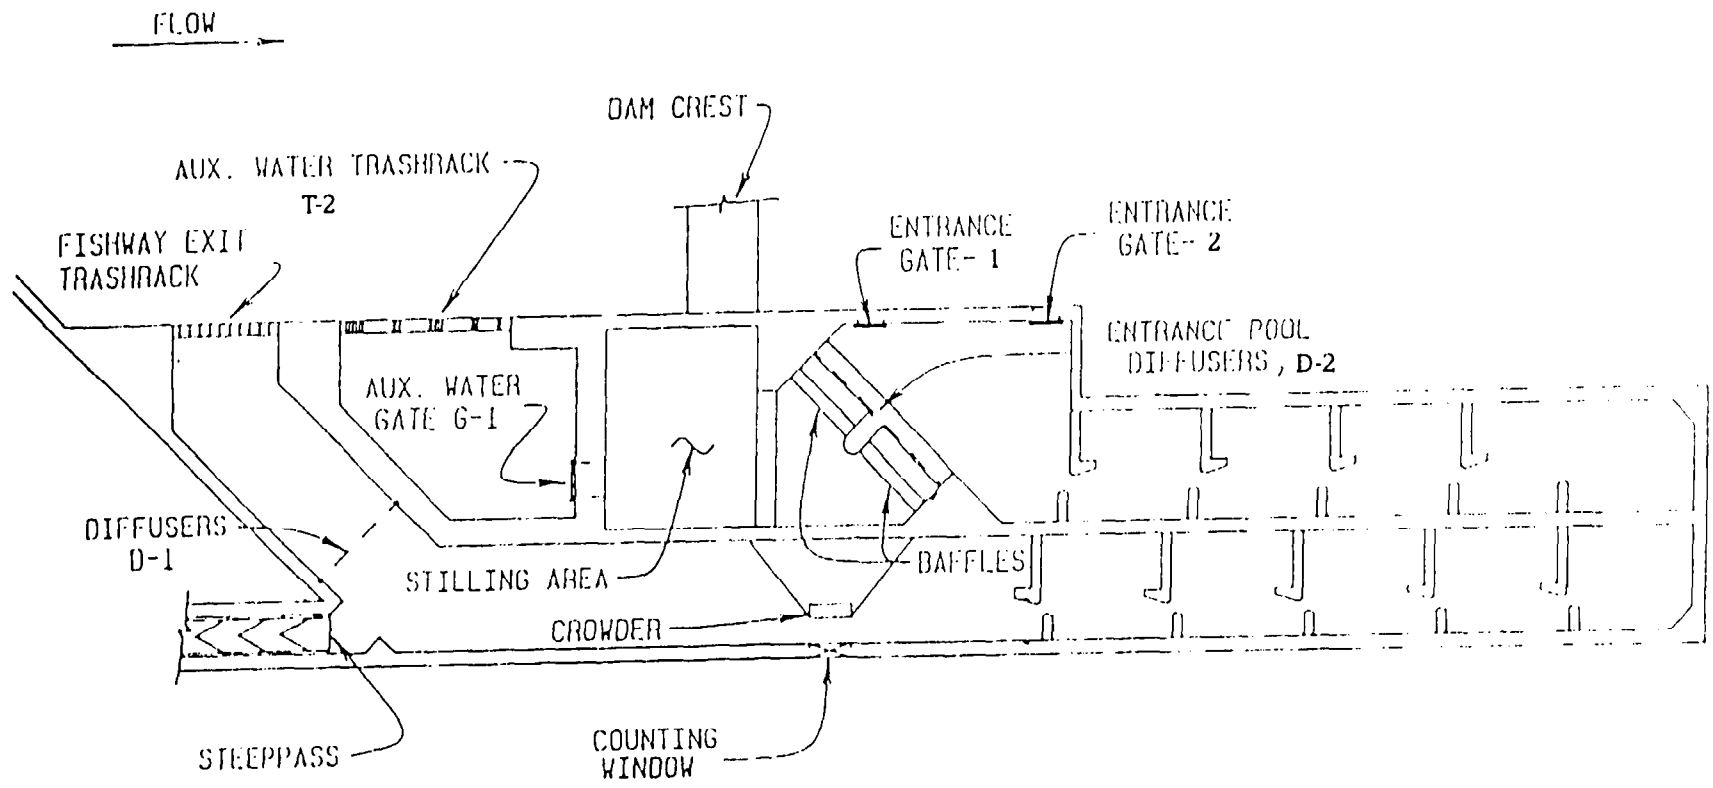 FLOW
DAM CREST
AUX. WATER TRASHRACK
T-2
FISHWAY EXIT
TRASHRACK
ENTRANCE
GATE- 1
ENTRANCE
GATE- 2
ENTRANCE POOL
DIFFUSERS, D-2
AUX. WATER
GATE G-1
DIFFUSERS
D-1
STILLING AREA
BAFFLES
CROWDER
STEEPPASS
COUNTING
WINDOW